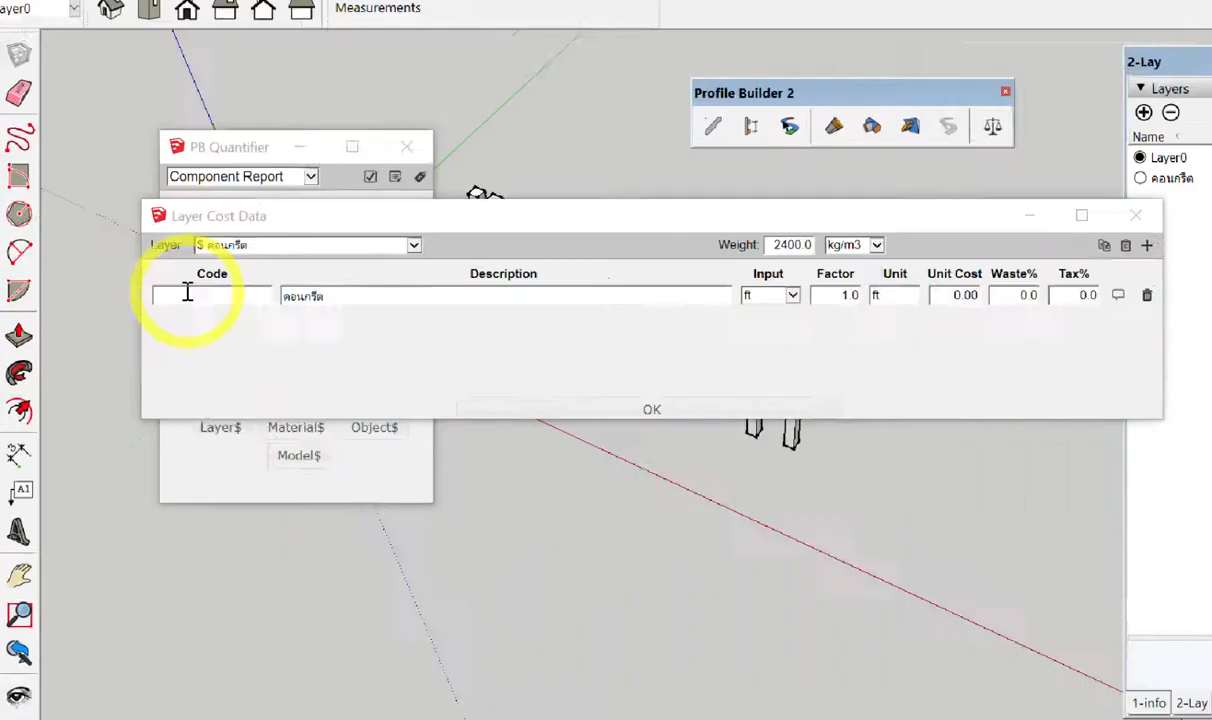 ayer0
Measurements
2-Lay
Profile Builder 2
Layers
Name
Layer0
คอนกรีต
PB Quantifier
Component Report
Layer Cost Data
Layer
$ คอนกรีต
Weight: 2400.0 kg/m3
Code Description Input Factor Unit Unit Cost Waste% Tax%
คอนกรีต ft 1.0 ft 0.00 0.0 0.0
OK
Layer$ Material$ Object$
Model$
A1
1-info 2-Lay